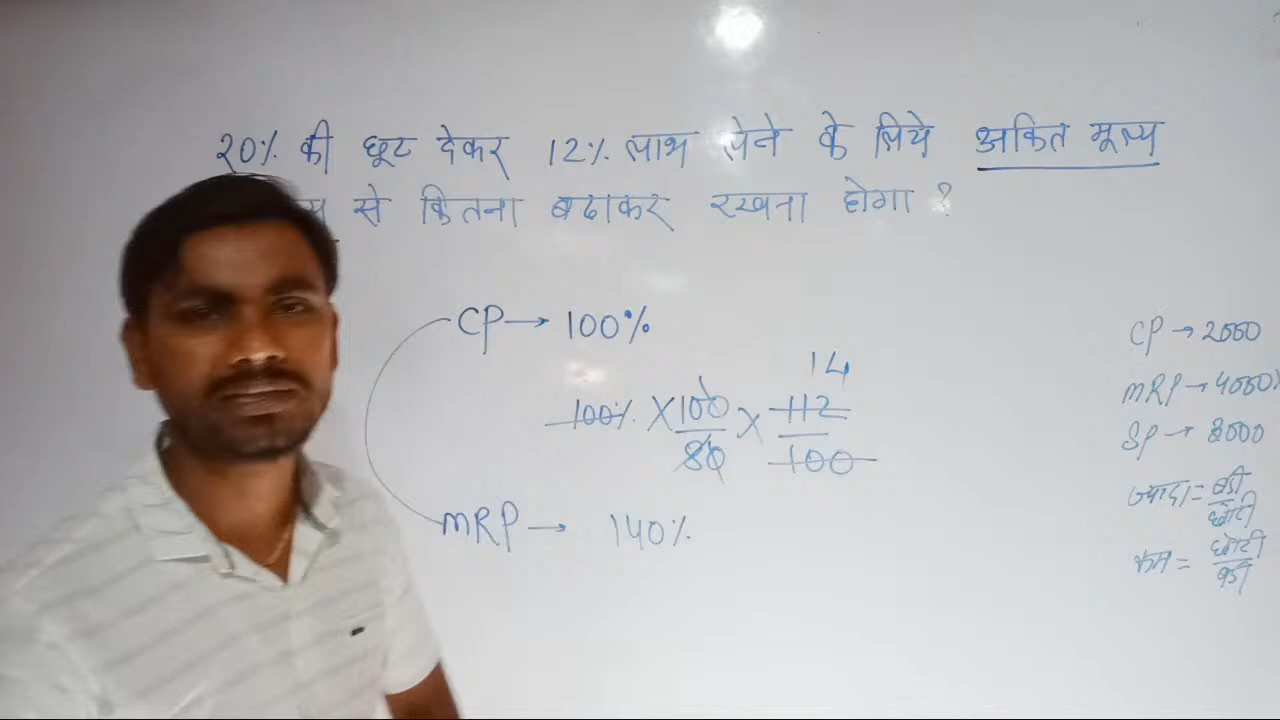 20% की छूट देकर 12% लाभ लेने के लिये अंकित मूल्य
से कितना बढाकर रखना होगा ?
CP → 100%
14
100% × 100/80 × 112/100
MRP → 140%
CP → 2000
MRP → 4000
SP → 3000
ज्यादा = बडी/छोटी
कम = छोटी/बडी